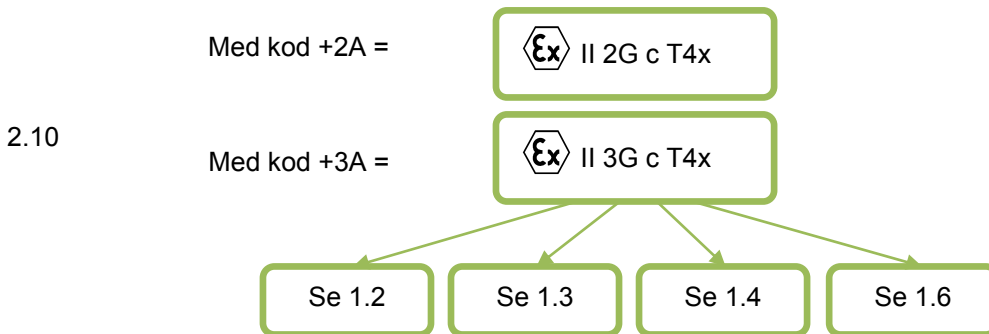 Med kod +2A =
Ex II 2G c T4x
2.10
Med kod +3A =
Ex II 3G c T4x
Se 1.2
Se 1.3
Se 1.4
Se 1.6